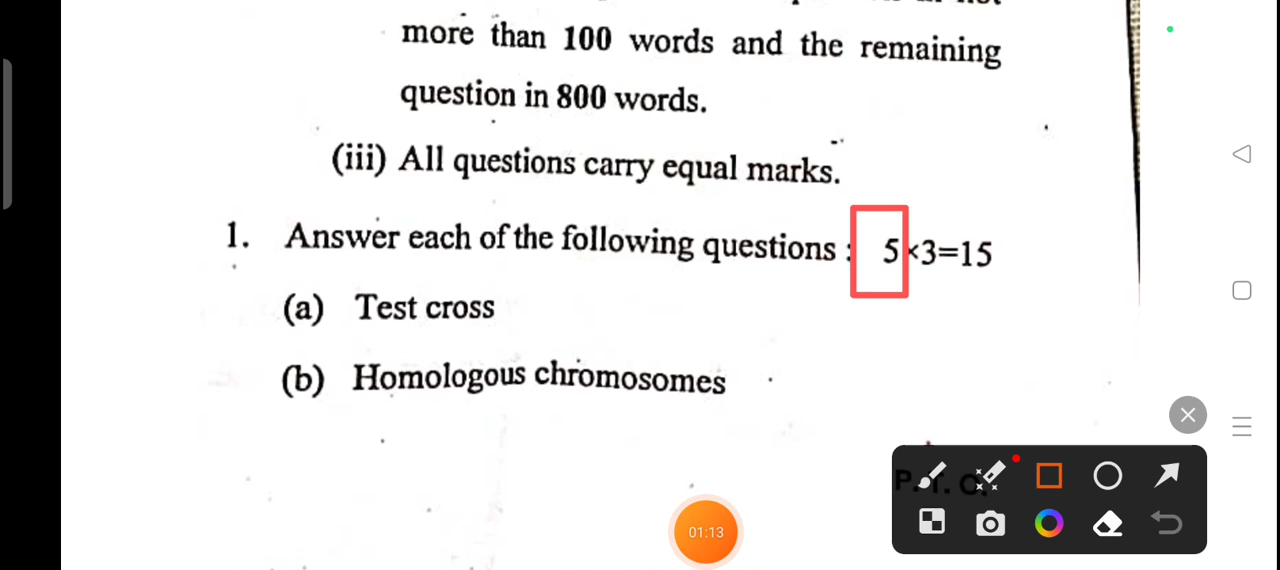 more than 100 words and the remaining
question in 800 words.
(iii) All questions carry equal marks.
1. Answer each of the following questions : 5×3=15
(a) Test cross
(b) Homologous chromosomes
P. T. O.
01:13